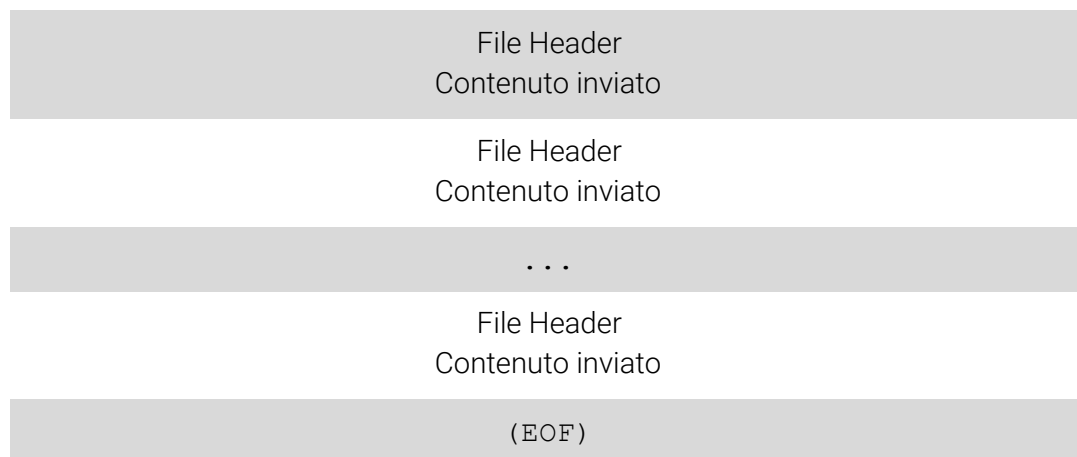 File Header
Contenuto inviato
File Header
Contenuto inviato
...
File Header
Contenuto inviato
(EOF)